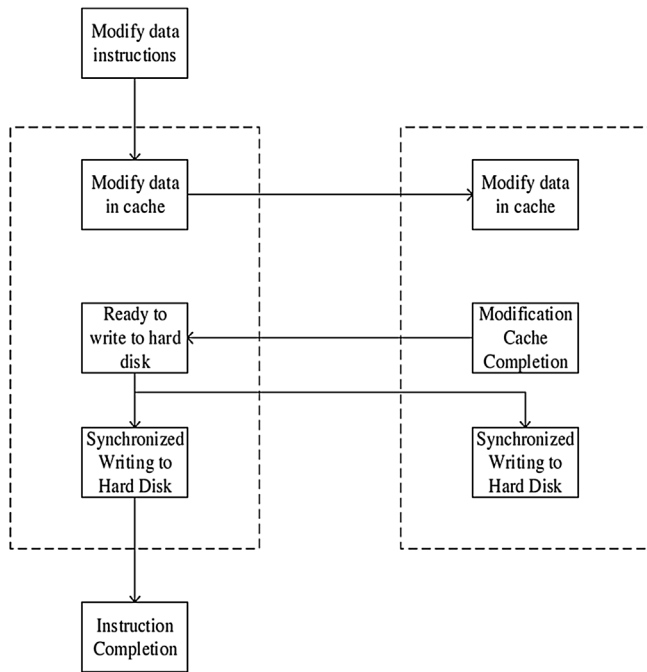 Modify data
instructions
Modify data
in cache
Modify data
in cache
Ready to
write to hard
disk
Modification
Cache
Completion
Synchronized
Writing to
Hard Disk
Synchronized
Writing to
Hard Disk
Instruction
Completion